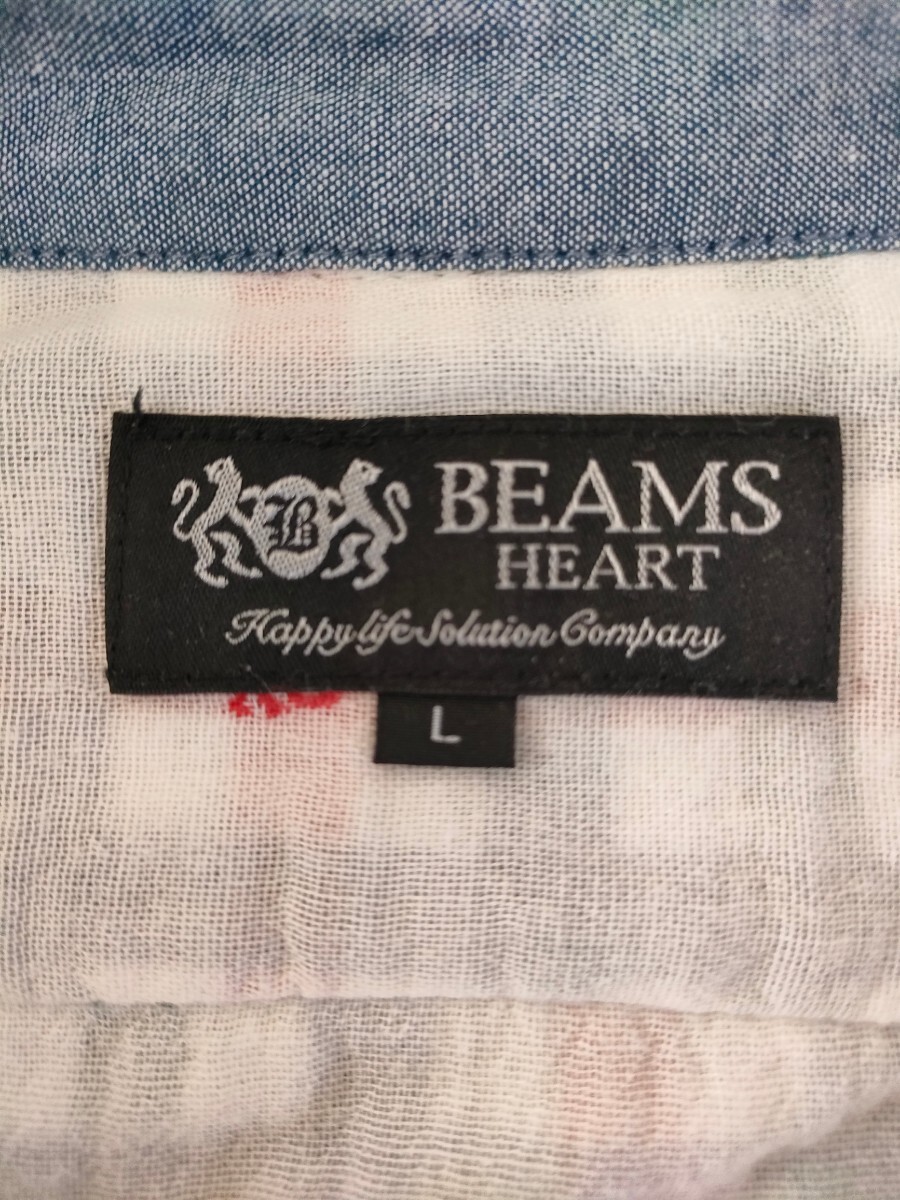 B
BEAMS
HEART
Happy life Solution Company
L